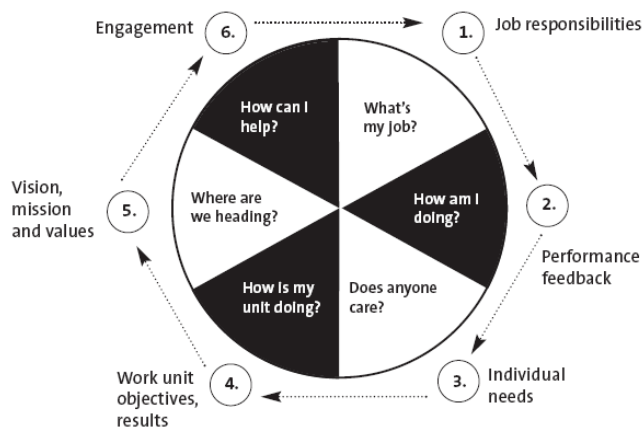 Engagement
6.
1.
Job responsibilities
How can I
help?
What's
my job?
Vision,
mission
and values
5.
Where are
we heading?
How am I
doing?
2.
Performance
feedback
How is my
unit doing?
Does anyone
care?
Work unit
objectives,
results
4.
3.
Individual
needs